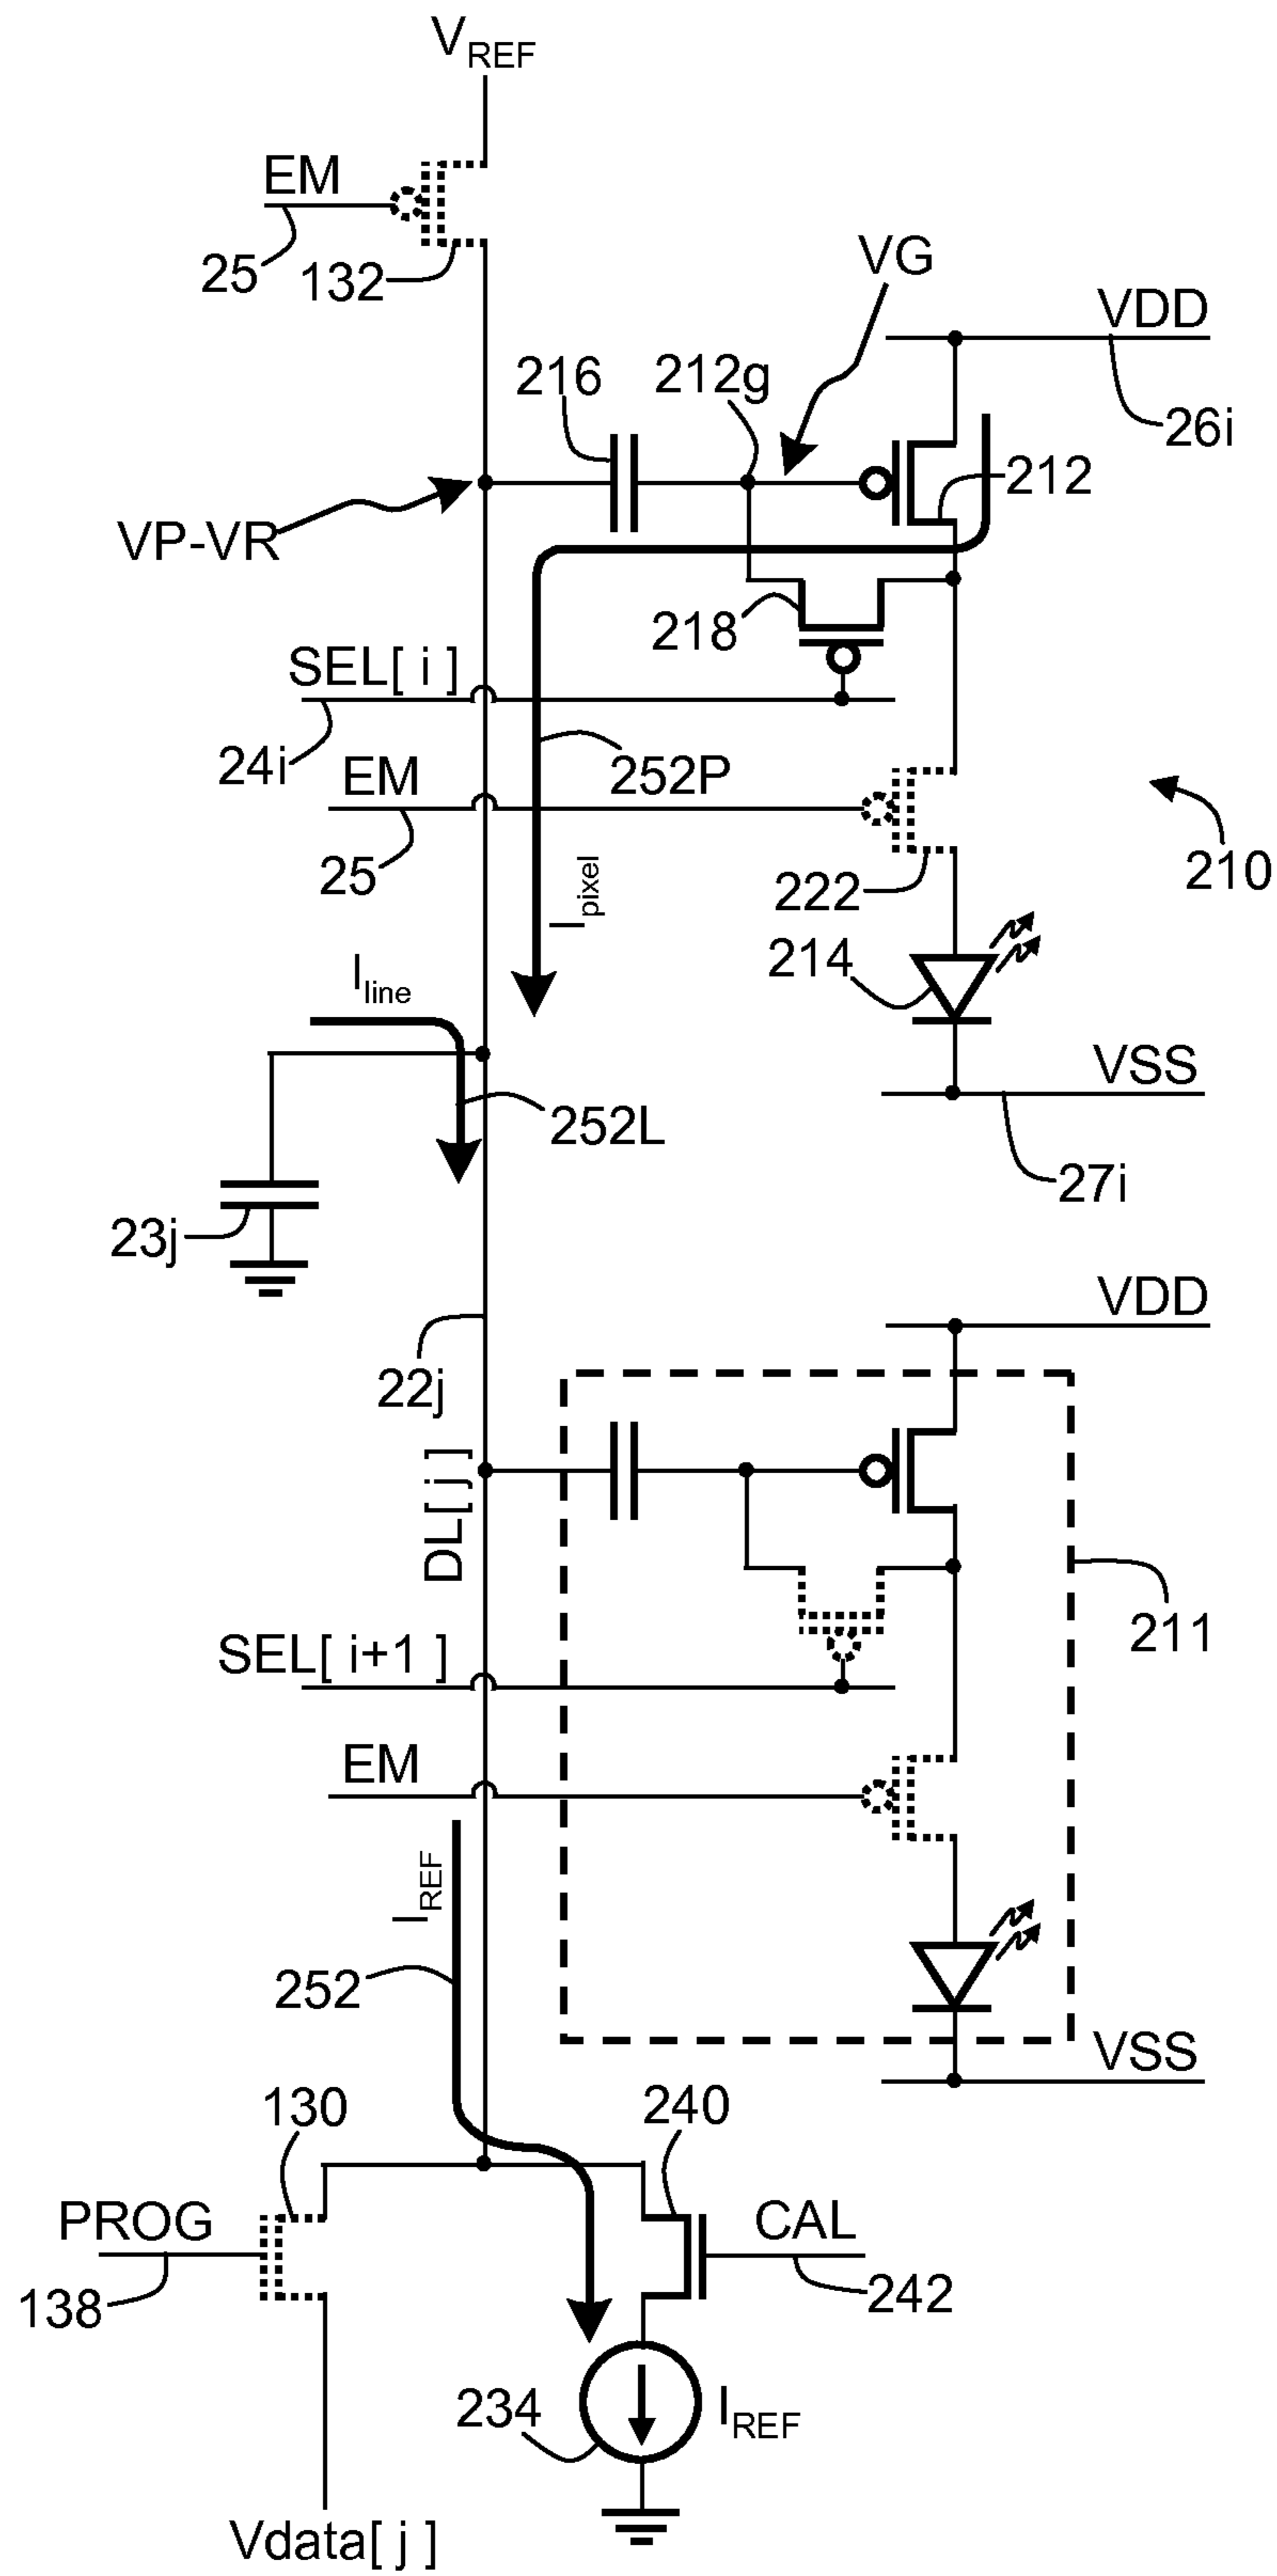 VREF
EM
25
132
VG
VDD
216
212g
26i
212
VP-VR
218
SEL[ i ]
24i
252P
EM
25
222
210
Ipixel
214
Iline
VSS
252L
27i
23j
VDD
22j
DL[ j ]
211
SEL[ i+1 ]
EM
IREF
252
VSS
130
240
PROG
CAL
138
242
234
IREF
Vdata[ j ]